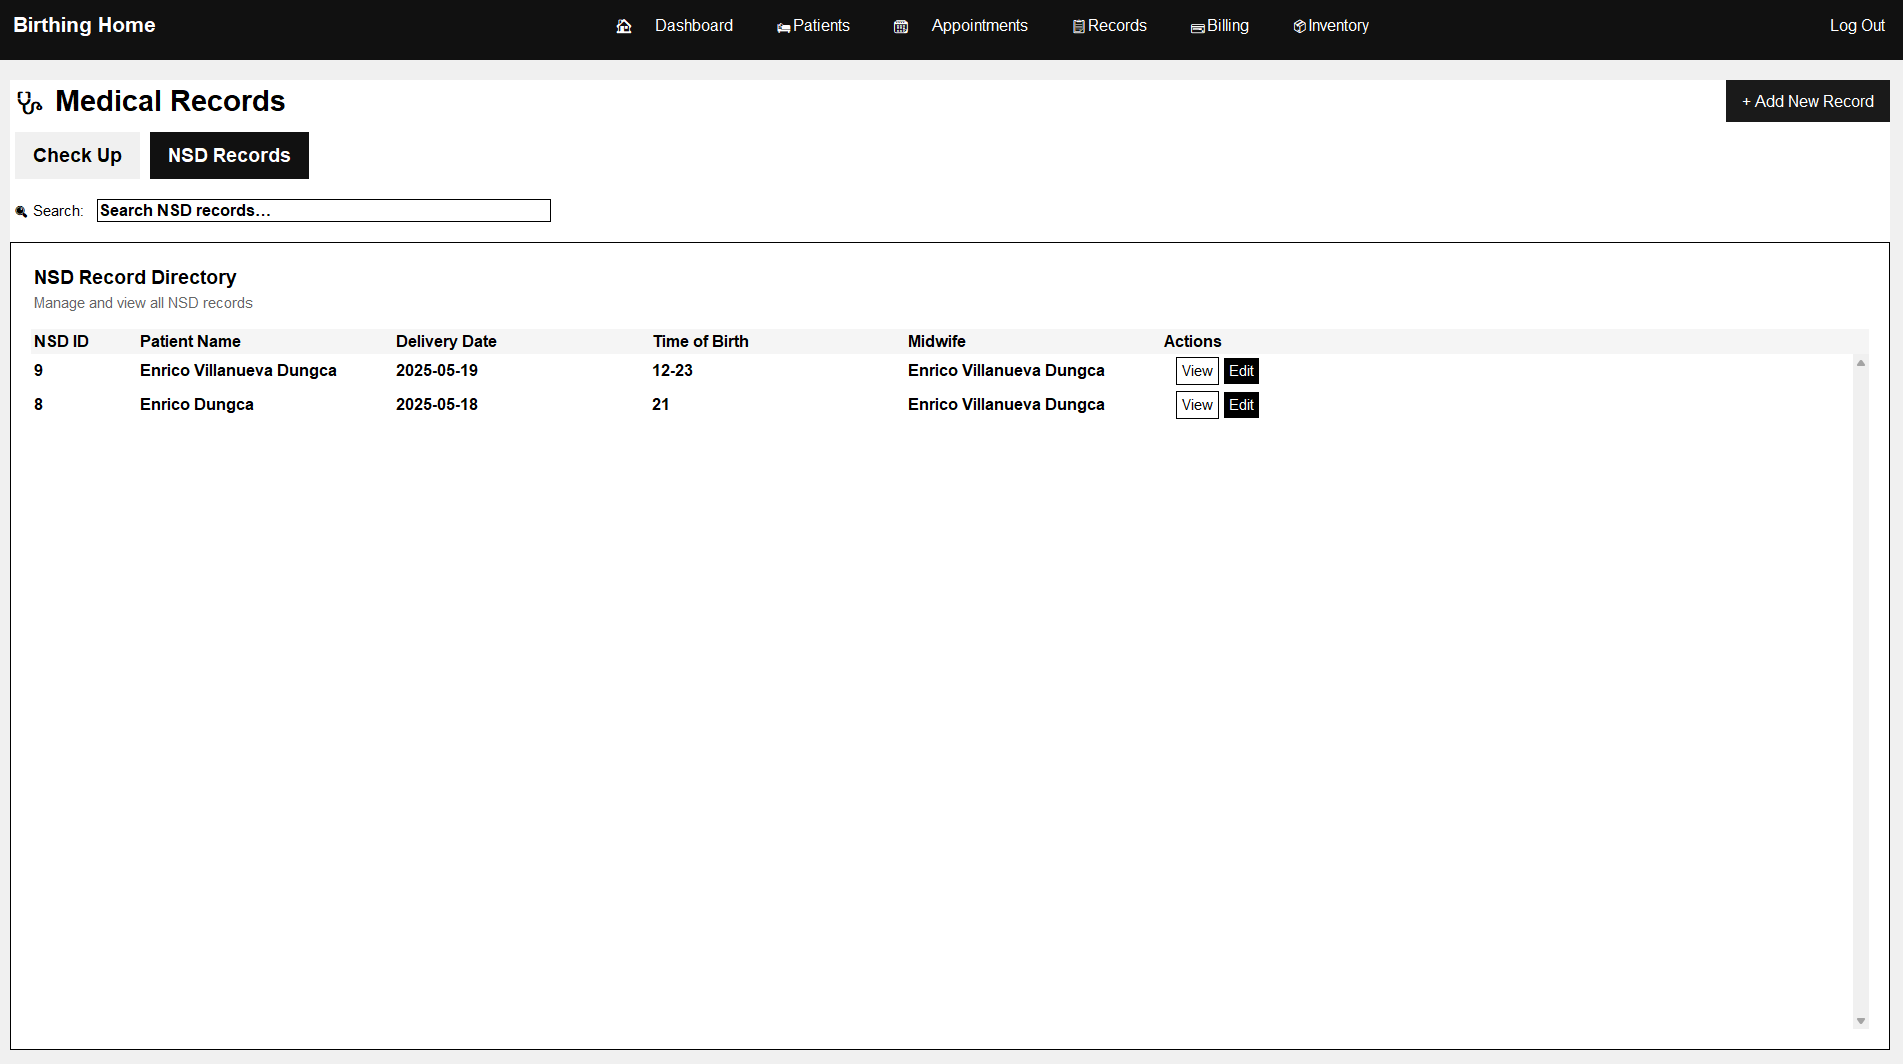 Birthing Home
Dashboard
Patients
Appointments
Records
Billing
Inventory
Log Out
Medical Records
+ Add New Record
Check Up
NSD Records
Search:
Search NSD records...
NSD Record Directory
Manage and view all NSD records
NSD ID Patient Name Delivery Date Time of Birth Midwife Actions
9 Enrico Villanueva Dungca 2025-05-19 12-23 Enrico Villanueva Dungca View Edit
8 Enrico Dungca 2025-05-18 21 Enrico Villanueva Dungca View Edit